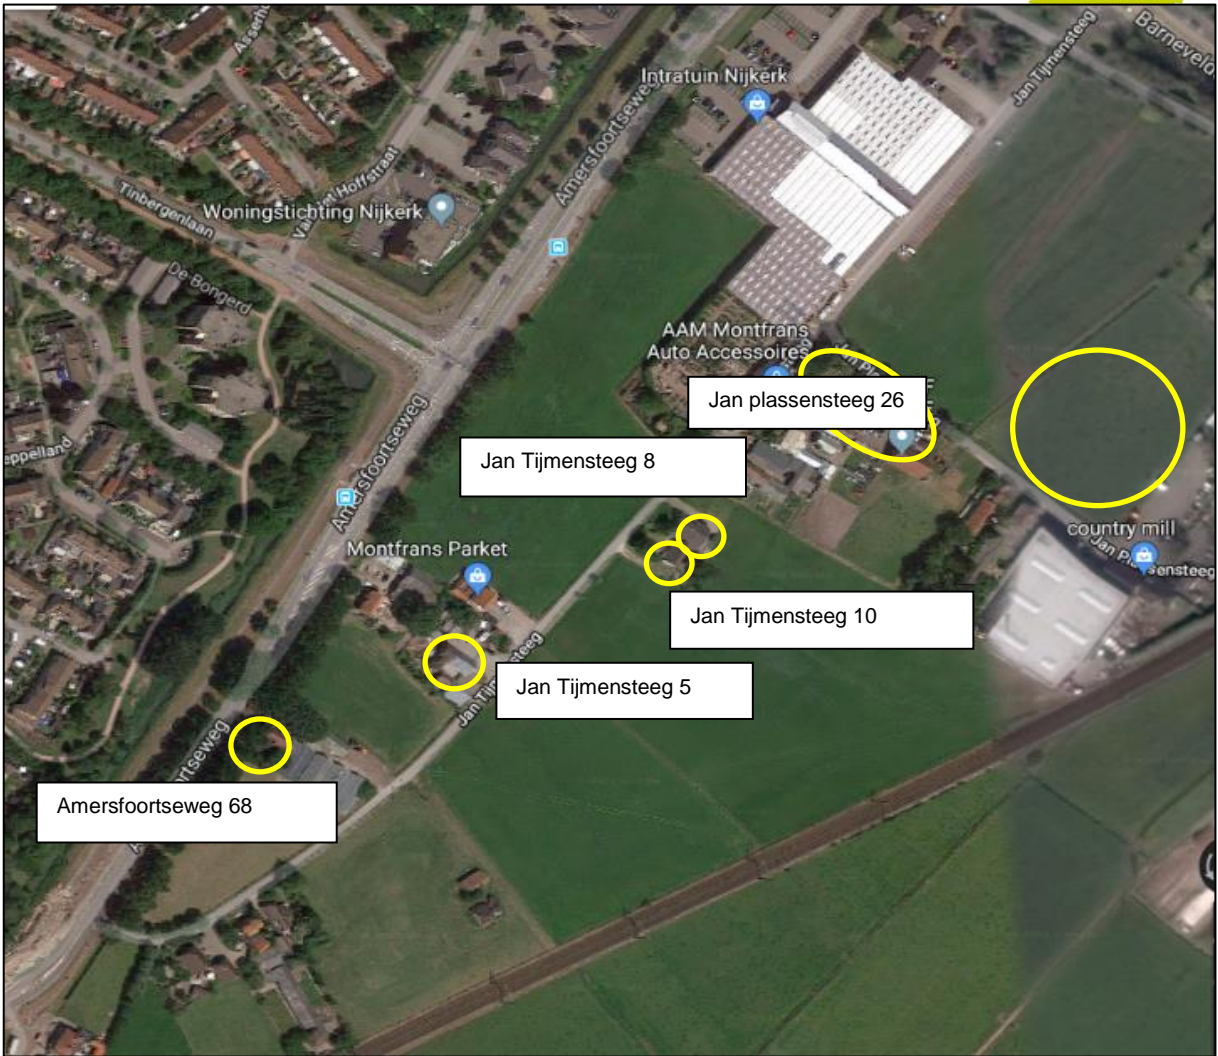 Barneveld
Jan Tijmensteeg
Intratuin Nijkerk
Amersfoortseweg
Tinbergenlaan
Woningstichting Nijkerk
De Bongerd
AAM Montfrans
Auto Accessoires
Jan plassensteeg 26
Amersfoortseweg
Jan Tijmensteeg 8
Montfrans Parket
country mill
Jan Tijmensteeg 10
Jan Tijmensteeg 5
Amersfoortseweg 68